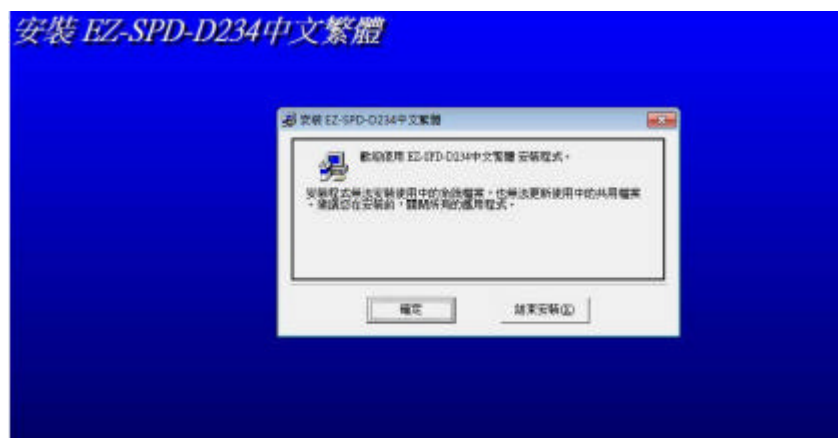 安裝 EZ-SPD-D234中文繁體
安裝 EZ-SPD-D234中文繁體
歡迎使用 EZ-SPD-D234中文繁體 安裝程式。
安裝程式無法安裝使用中的系統檔案，也無法更新使用中的共用檔案
。建議您在安裝前，關閉所有的應用程式。
確定
結束安裝(X)